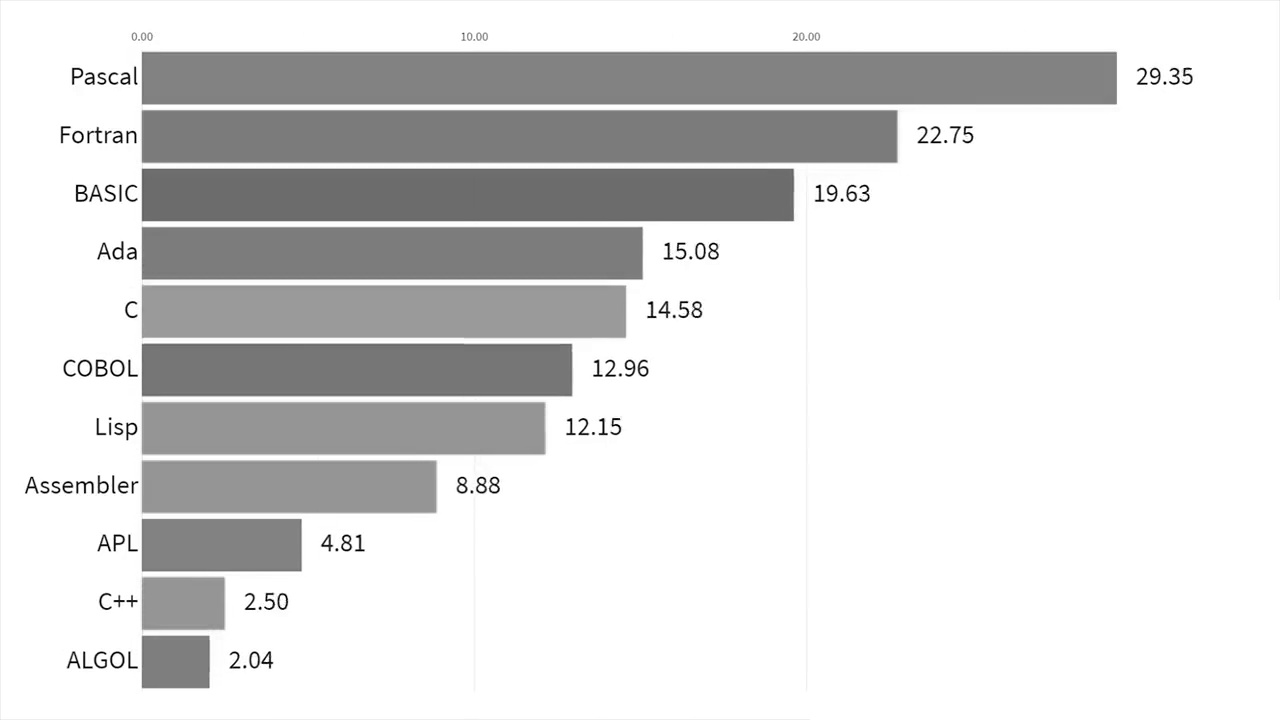 0.00 10.00 20.00
Pascal 29.35
Fortran 22.75
BASIC 19.63
Ada 15.08
C 14.58
COBOL 12.96
Lisp 12.15
Assembler 8.88
APL 4.81
C++ 2.50
ALGOL 2.04